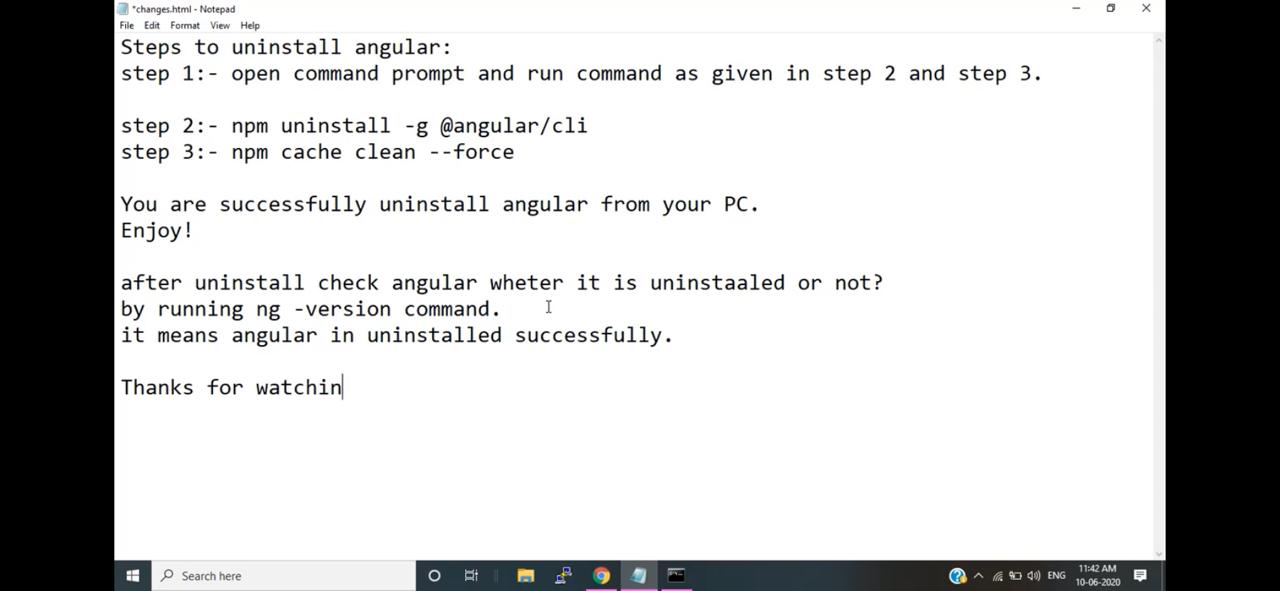 *changes.html - Notepad
File Edit Format View Help
Steps to uninstall angular:
step 1:- open command prompt and run command as given in step 2 and step 3.
step 2:- npm uninstall -g @angular/cli
step 3:- npm cache clean --force
You are successfully uninstall angular from your PC.
Enjoy!
after uninstall check angular wheter it is uninstaaled or not?
by running ng -version command.
it means angular in uninstalled successfully.
Thanks for watchin
Search here
ENG
11:42 AM
10-06-2020